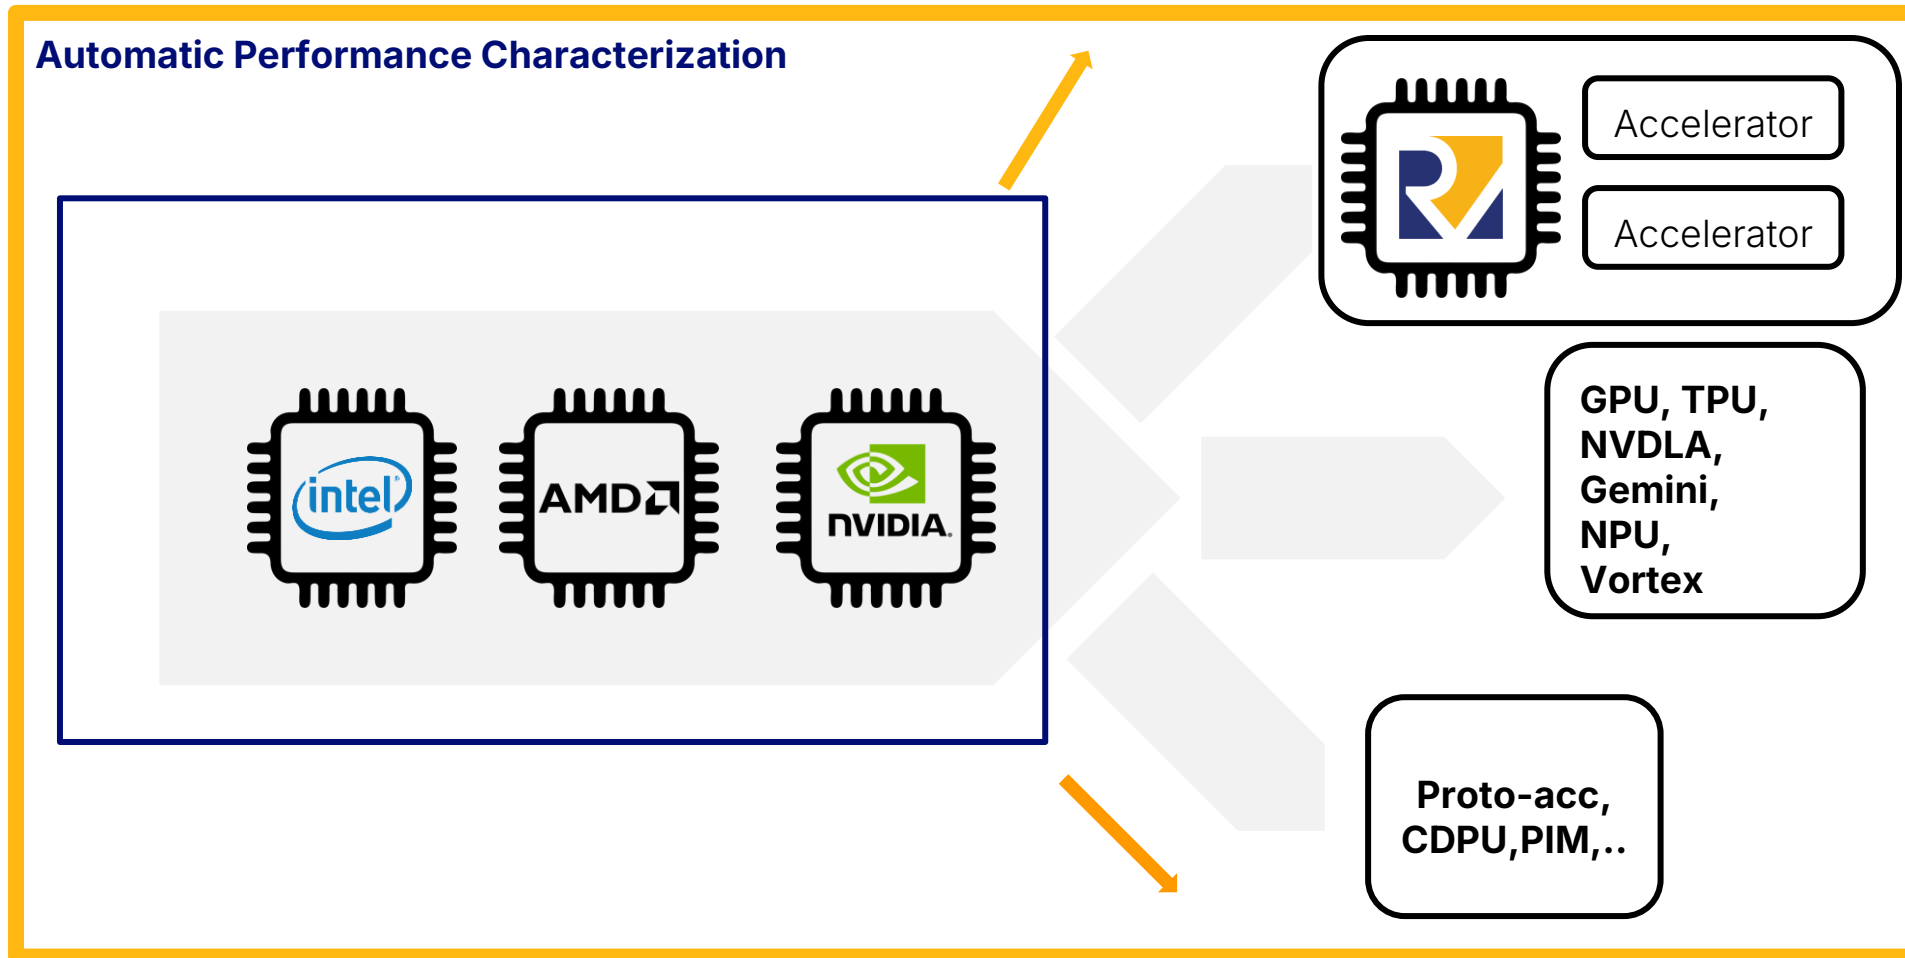 Automatic Performance Characterization
Accelerator
Accelerator
intel
AMD
nVIDIA.
GPU, TPU,
NVDLA,
Gemini,
NPU,
Vortex
Proto-acc,
CDPU,PIM,..